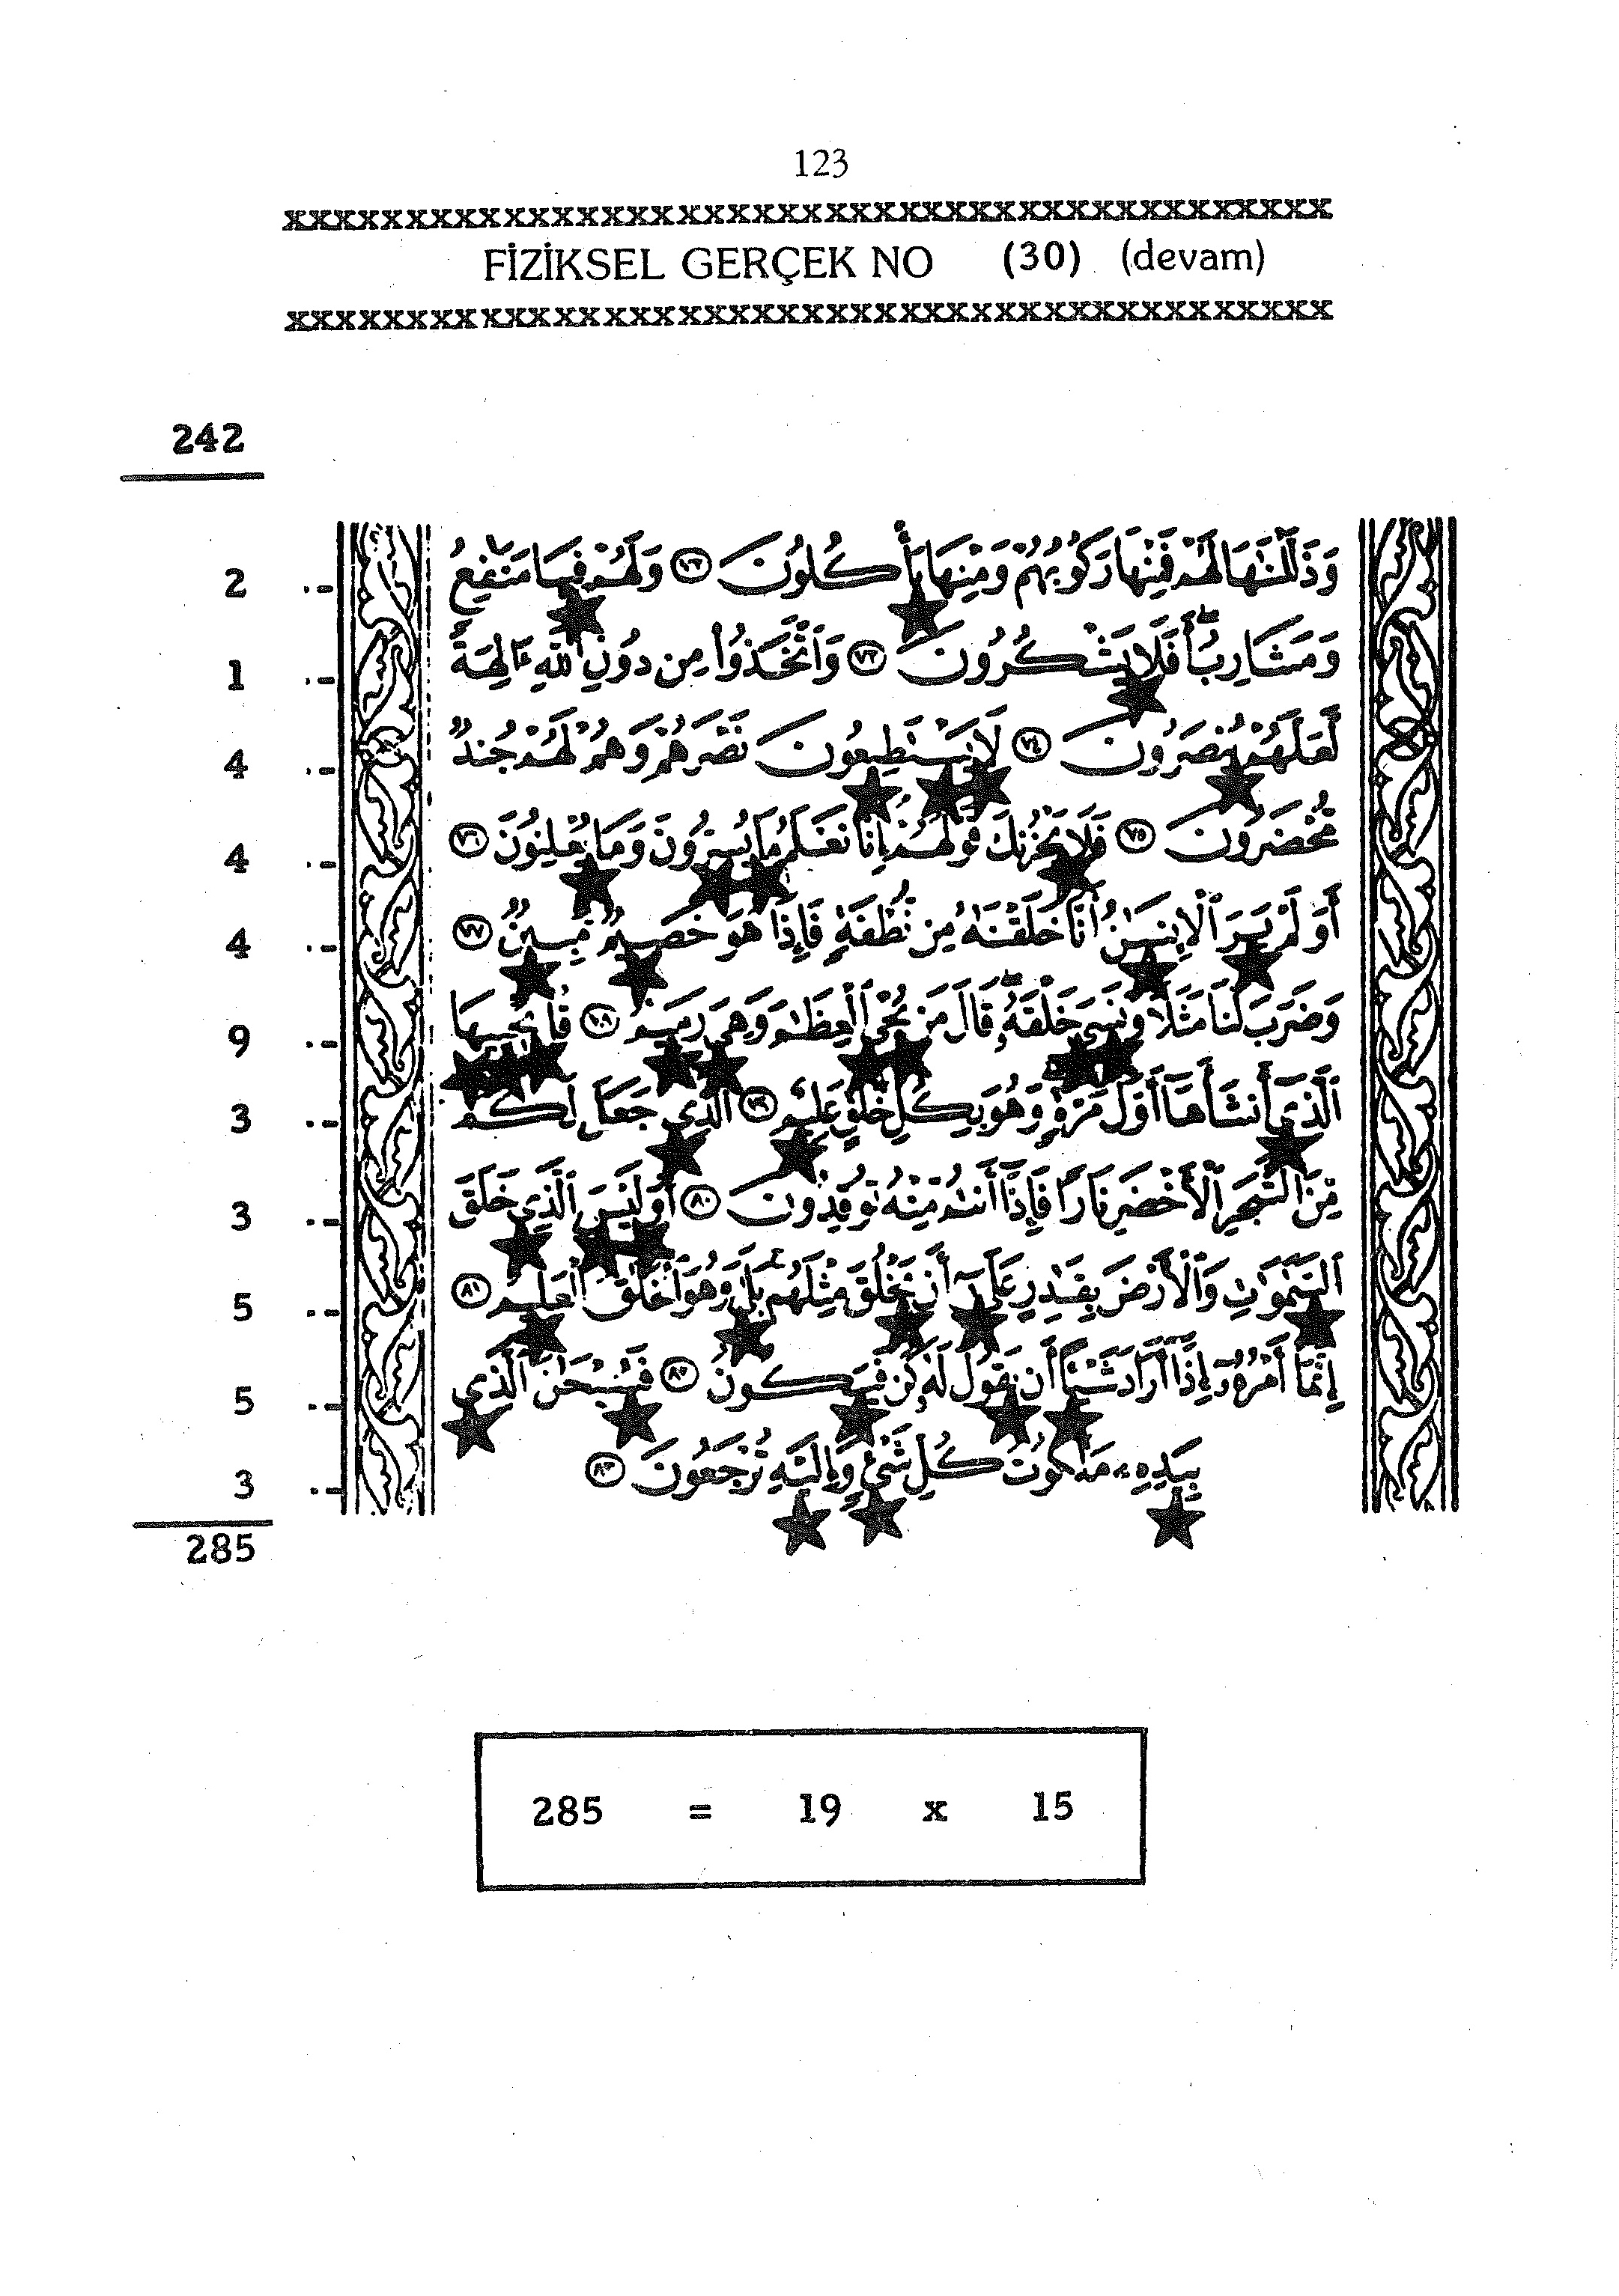 123
xxxxxxxxxxxxxxxxxxxxxxxxxxxxxxxxxxxxxxxxxxx
FİZİKSEL GERÇEK NO (30) (devam)
xxxxxxxxxxxxxxxxxxxxxxxxxxxxxxxxxxxxxxxxxxx
242
2 .- وَذَلَّلْنَٰهَا لَهُمْ فَمِنْهَا رَكُوبُهُمْ وَمِنْهَا يَأْكُلُونَ ٧٢ وَلَهُمْ فِيهَا مَنَٰفِعُ
1 .- وَمَشَارِبُ أَفَلَا يَشْكُرُونَ ٧٣ وَٱتَّخَذُوا۟ مِن دُونِ ٱللَّهِ ءَالِهَةً
4 .- لَّعَلَّهُمْ يُنصَرُونَ ٧٤ لَا يَسْتَطِيعُونَ نَصْرَهُمْ وَهُمْ لَهُمْ جُندٌ
4 .- مُّحْضَرُونَ ٧٥ فَلَا يَحْزُنكَ قَوْلُهُمْ إِنَّا نَعْلَمُ مَا يُسِرُّونَ وَمَا يُعْلِنُونَ ٧٦
4 .- أَوَلَمْ يَرَ ٱلْإِنسَٰنُ أَنَّا خَلَقْنَٰهُ مِن نُّطْفَةٍ فَإِذَا هُوَ خَصِيمٌ مُّبِينٌ ٧٧
9 .- وَضَرَبَ لَنَا مَثَلًا وَنَسِىَ خَلْقَهُۥ قَالَ مَن يُحْىِ ٱلْعِظَٰمَ وَهِىَ رَمِيمٌ ٧٨ قُلْ يُحْيِيهَا
3 .- ٱلَّذِىٓ أَنشَأَهَآ أَوَّلَ مَرَّةٍ وَهُوَ بِكُلِّ خَلْقٍ عَلِيمٌ ٧٩ ٱلَّذِى جَعَلَ لَكُم
3 .- مِّنَ ٱلشَّجَرِ ٱلْأَخْضَرِ نَارًا فَإِذَآ أَنتُم مِّنْهُ تُوقِدُونَ ٨٠ أَوَلَيْسَ ٱلَّذِى خَلَقَ
5 .- ٱلسَّمَٰوَٰتِ وَٱلْأَرْضَ بِقَٰدِرٍ عَلَىٰٓ أَن يَخْلُقَ مِثْلَهُم بَلَىٰ وَهُوَ ٱلْخَلَّٰقُ ٱلْعَلِيمُ ٨١
5 .- إِنَّمَآ أَمْرُهُۥٓ إِذَآ أَرَادَ شَيْـًٔا أَن يَقُولَ لَهُۥ كُن فَيَكُونُ ٨٢ فَسُبْحَٰنَ ٱلَّذِى
3 .- بِيَدِهِۦ مَلَكُوتُ كُلِّ شَىْءٍ وَإِلَيْهِ تُرْجَعُونَ ٨٣
285
285 = 19 x 15